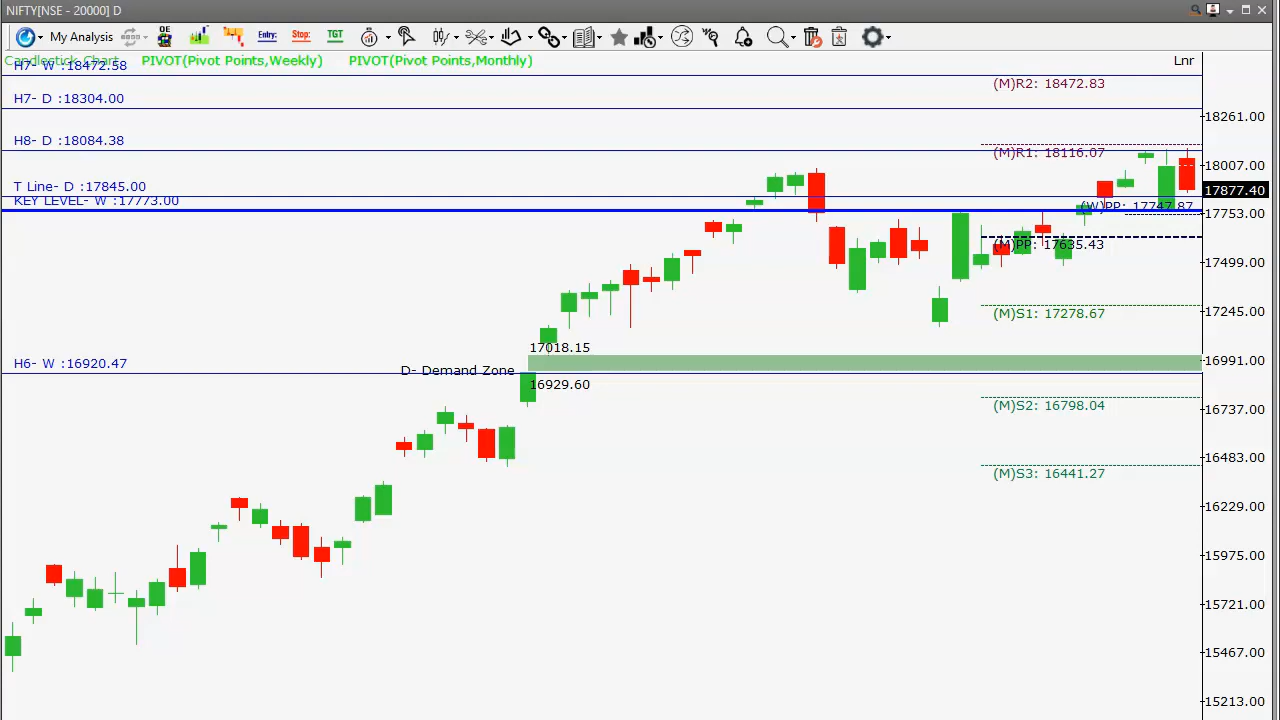 NIFTY[NSE - 20000] D
My Analysis
OE
Entry:
Stop:
TGT
Candlestick Chart
PIVOT(Pivot Points,Weekly)
PIVOT(Pivot Points,Monthly)
Lnr
H7- W :18472.58
(M)R2: 18472.83
H7- D :18304.00
18261.00
H8- D :18084.38
(M)R1: 18116.07
18007.00
T Line- D :17845.00
17877.40
KEY LEVEL- W :17773.00
(W)PP: 17747.87
17753.00
(M)PP: 17635.43
17499.00
(M)S1: 17278.67
17245.00
17018.15
H6- W :16920.47
D- Demand Zone
16991.00
16929.60
(M)S2: 16798.04
16737.00
16483.00
(M)S3: 16441.27
16229.00
15975.00
15721.00
15467.00
15213.00